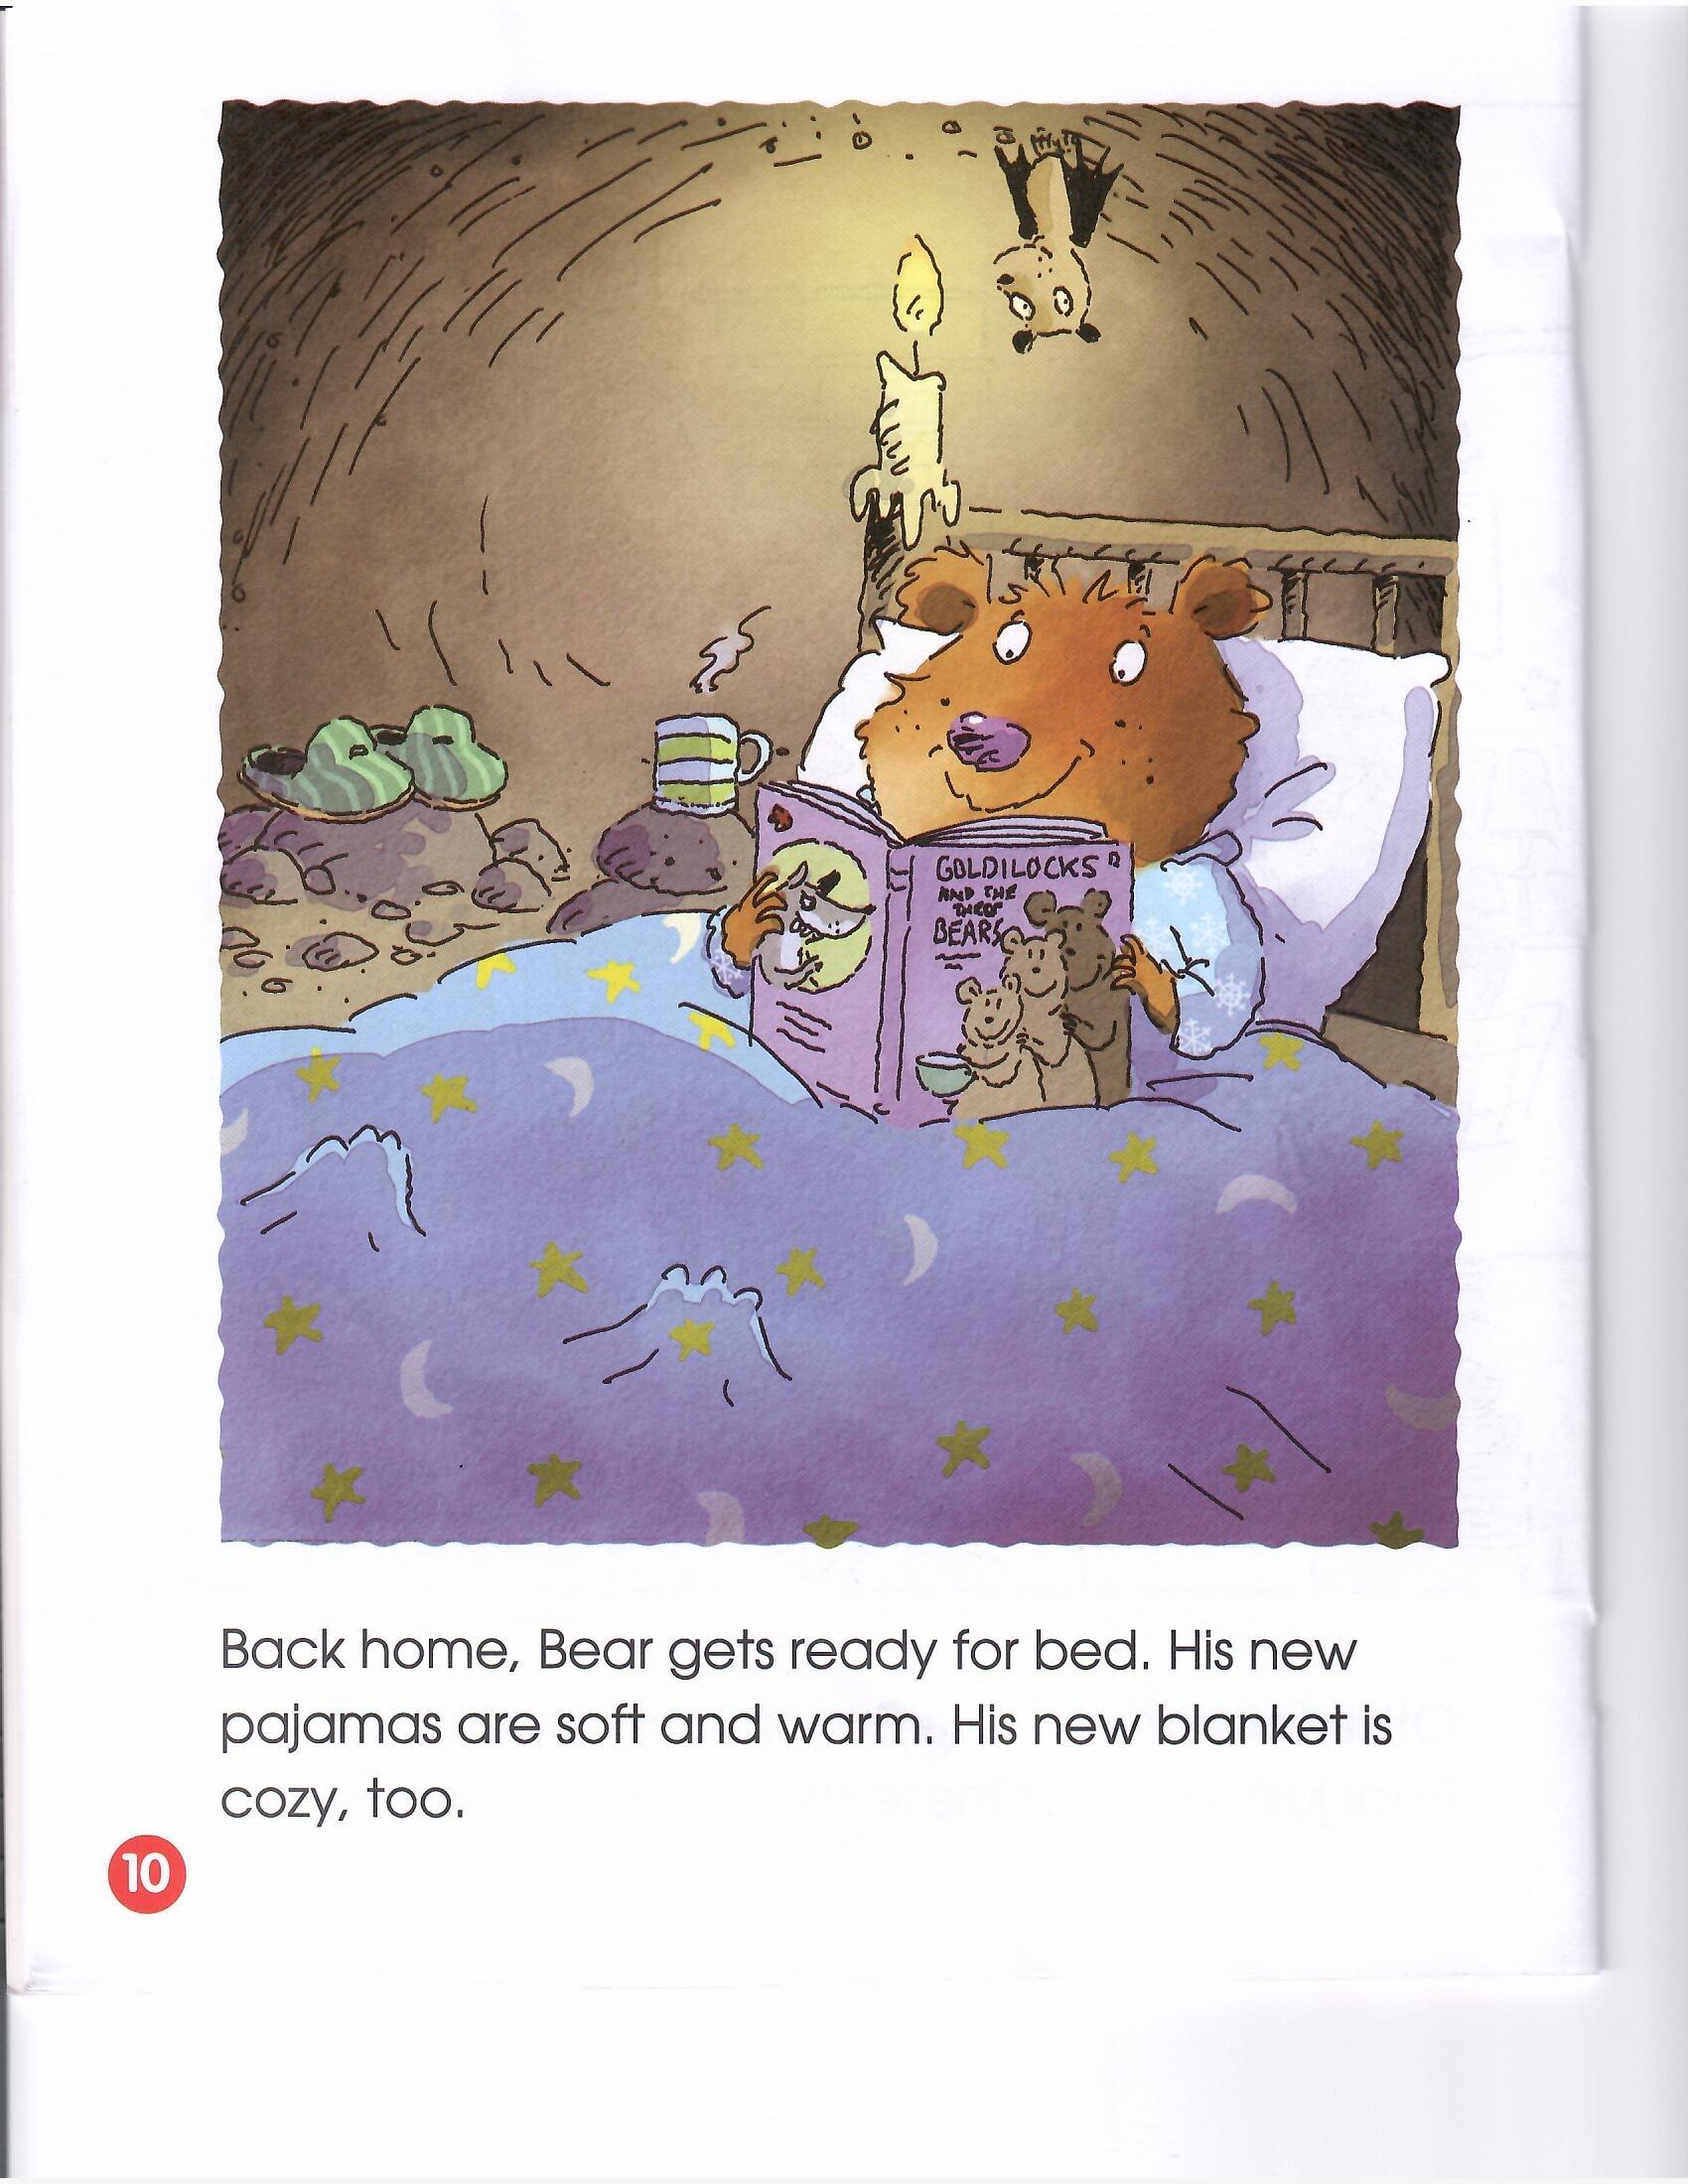 GOLDILOCKS
AND THE
THREE
BEARS
Back home, Bear gets ready for bed. His new
pajamas are soft and warm. His new blanket is
cozy, too.
10